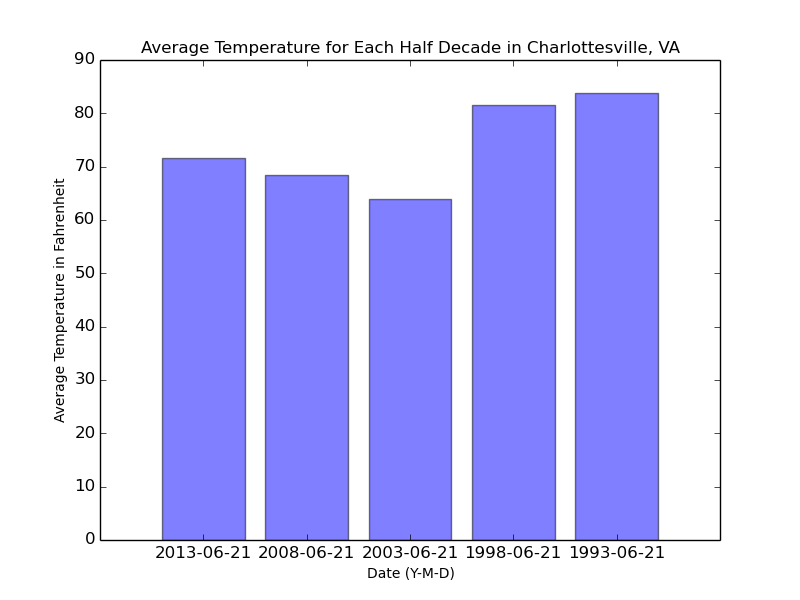 Average Temperature for Each Half Decade in Charlottesville, VA
90
80
70
60
50
40
30
20
10
0
Average Temperature in Fahrenheit
2013-06-21 2008-06-21 2003-06-21 1998-06-21 1993-06-21
Date (Y-M-D)